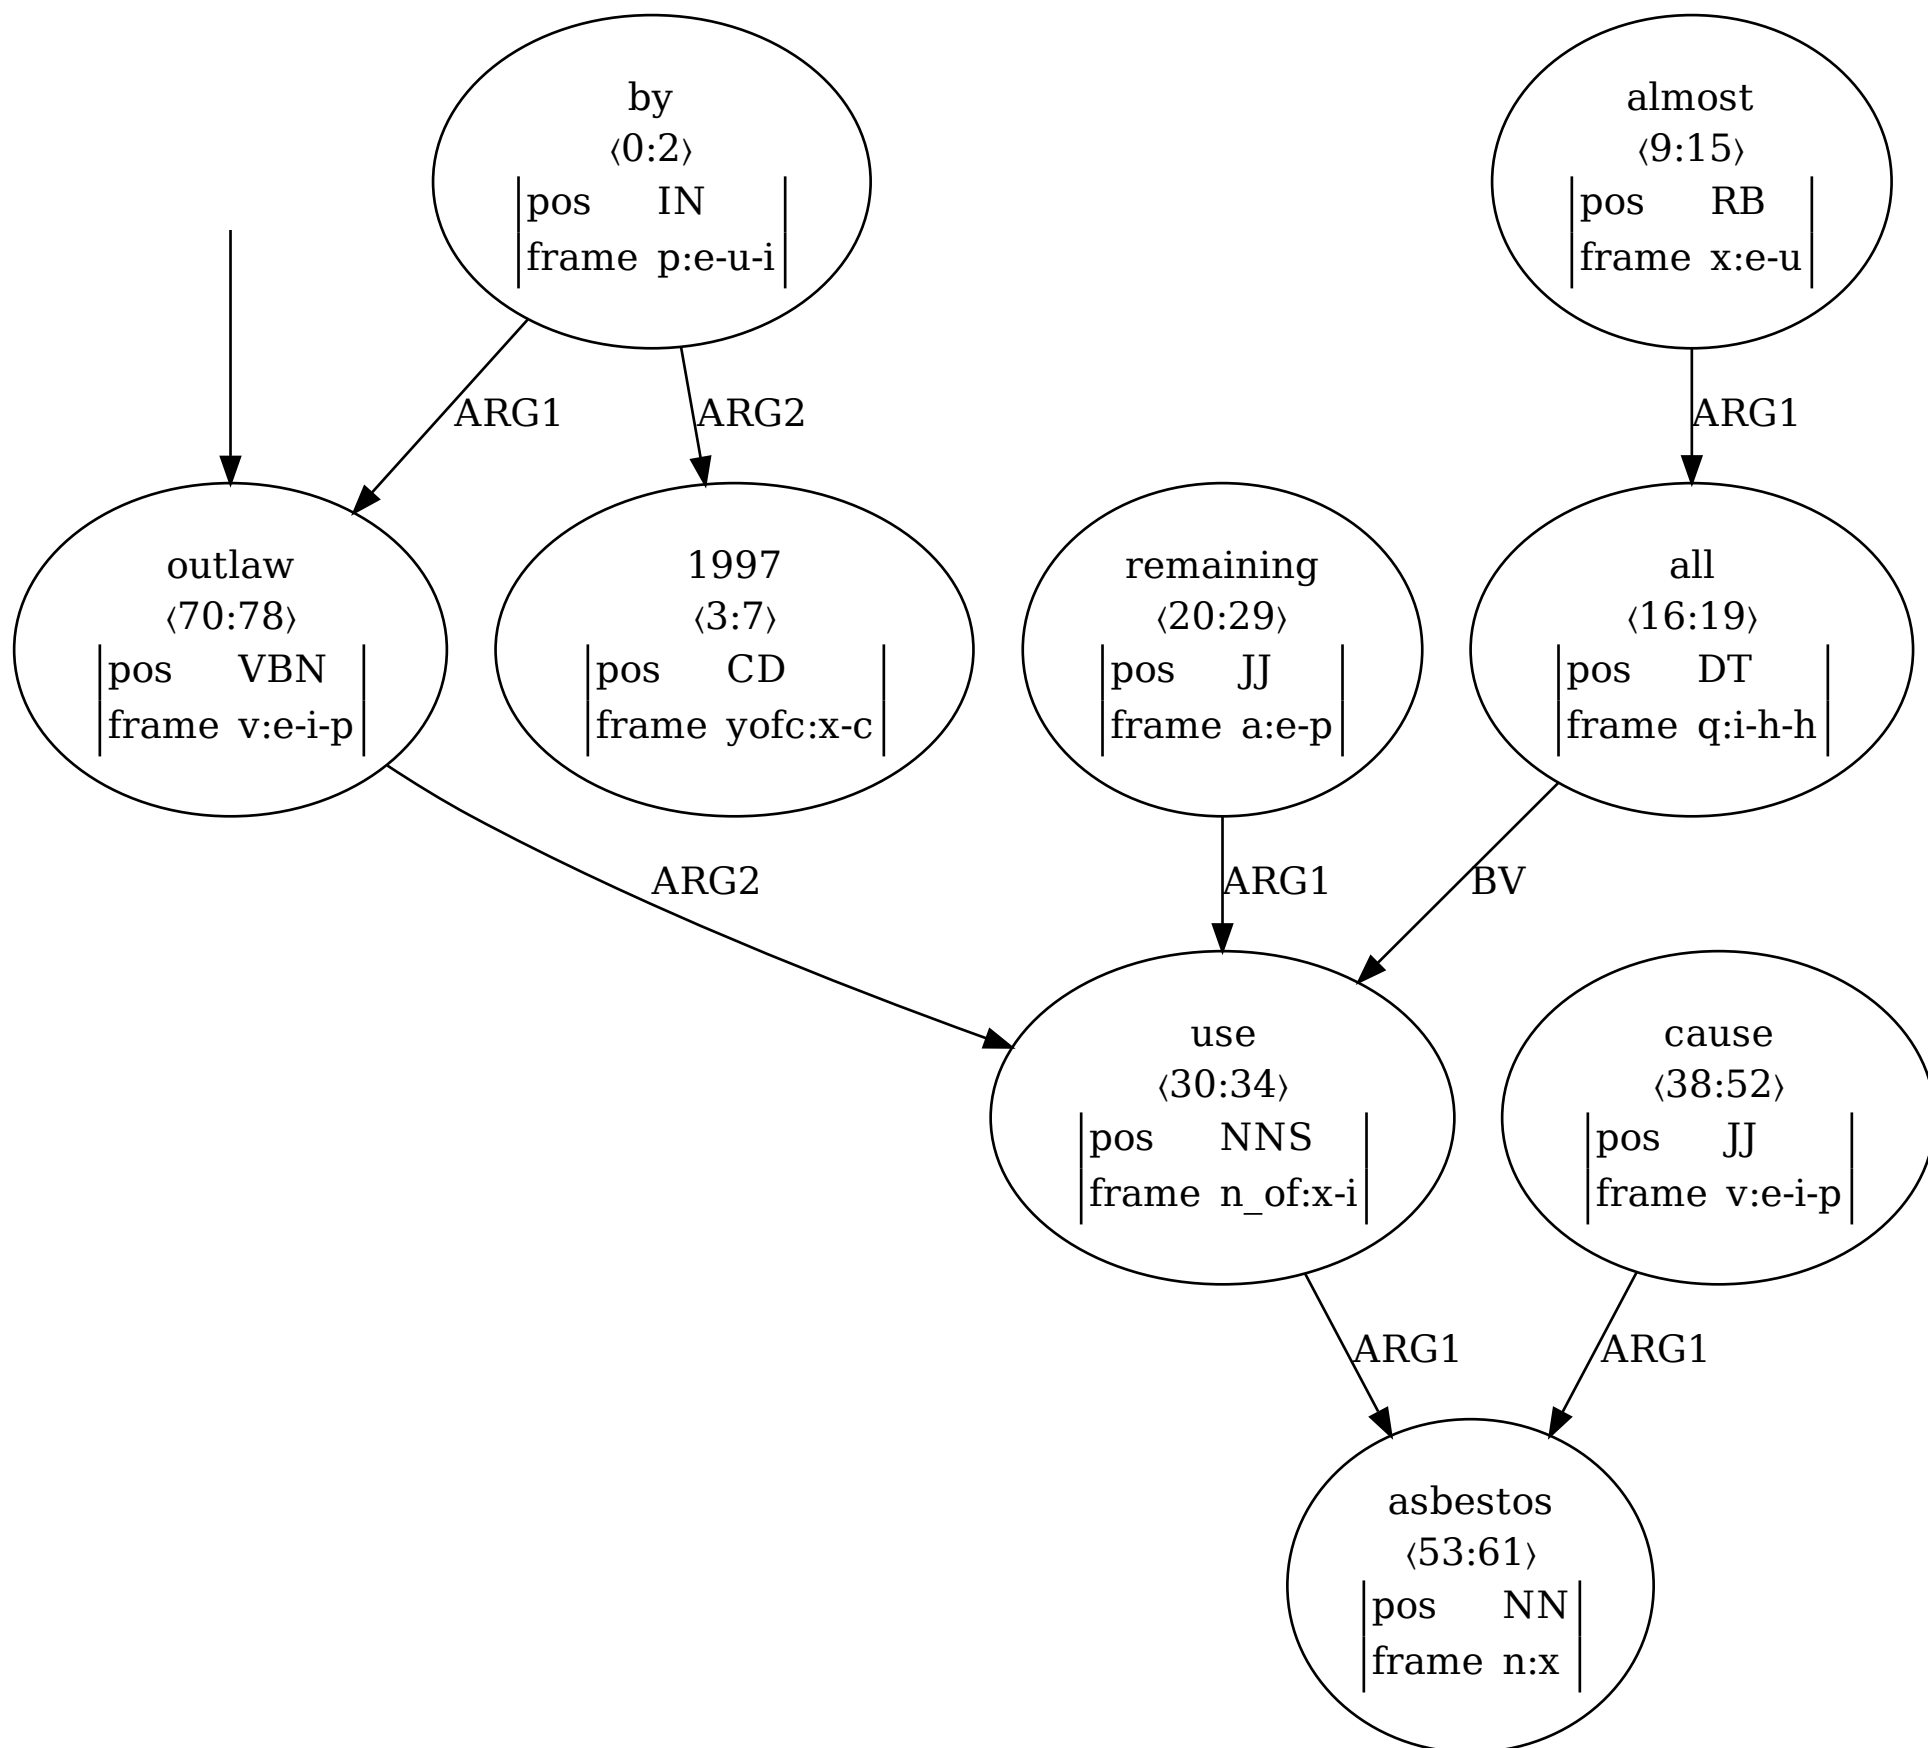 by
⟨0:2⟩
pos IN
frame p:e-u-i
almost
⟨9:15⟩
pos RB
frame x:e-u
ARG1
ARG2
ARG1
outlaw
⟨70:78⟩
pos VBN
frame v:e-i-p
1997
⟨3:7⟩
pos CD
frame yofc:x-c
remaining
⟨20:29⟩
pos JJ
frame a:e-p
all
⟨16:19⟩
pos DT
frame q:i-h-h
ARG2
ARG1
BV
use
⟨30:34⟩
pos NNS
frame n_of:x-i
cause
⟨38:52⟩
pos JJ
frame v:e-i-p
ARG1
ARG1
asbestos
⟨53:61⟩
pos NN
frame n:x